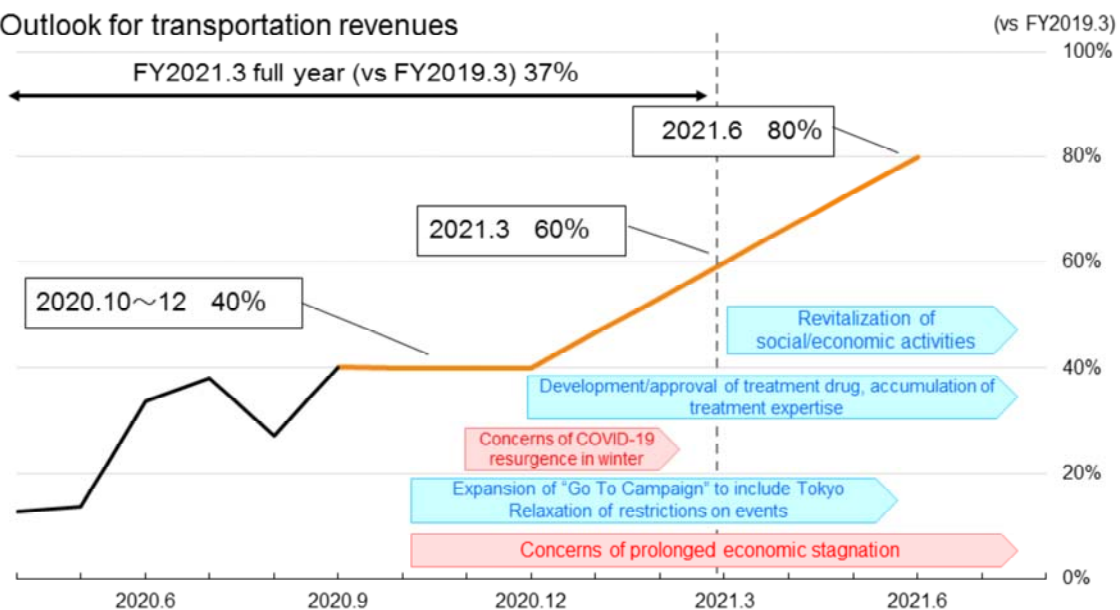 Outlook for transportation revenues
(vs FY2019.3)
100%
FY2021.3 full year (vs FY2019.3) 37%
2021.6 80%
80%
2021.3 60%
60%
2020.10～12 40%
Revitalization of
social/economic activities
40%
Development/approval of treatment drug, accumulation of
treatment expertise
Concerns of COVID-19
resurgence in winter
20%
Expansion of “Go To Campaign” to include Tokyo
Relaxation of restrictions on events
Concerns of prolonged economic stagnation
0%
2020.6
2020.9
2020.12
2021.3
2021.6